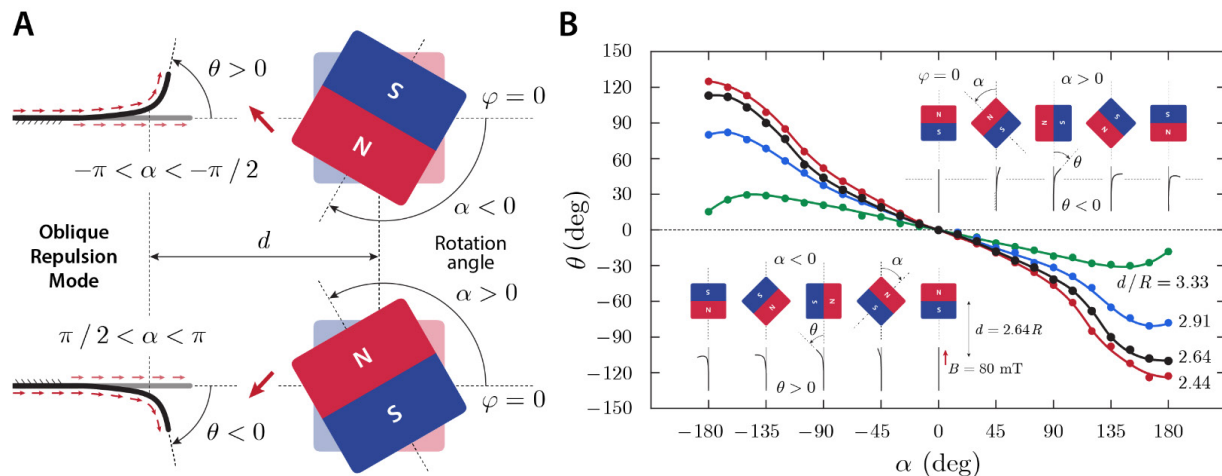 A
θ > 0
S
N
φ = 0
−π < α < −π / 2
α < 0
Oblique
Repulsion
Mode
d
Rotation
angle
α > 0
π / 2 < α < π
N
S
θ < 0
φ = 0
B
θ (deg)
150
120
90
60
30
0
−30
−60
−90
−120
−150
φ = 0
α
α > 0
N
S
N
S
N
S
N
S
N
S
θ
θ < 0
α < 0
α
S
N
S
N
S
N
S
N
N
S
θ
θ > 0
d = 2.64R
B = 80 mT
d/R = 3.33
2.91
2.64
2.44
−180
−135
−90
−45
0
45
90
135
180
α (deg)